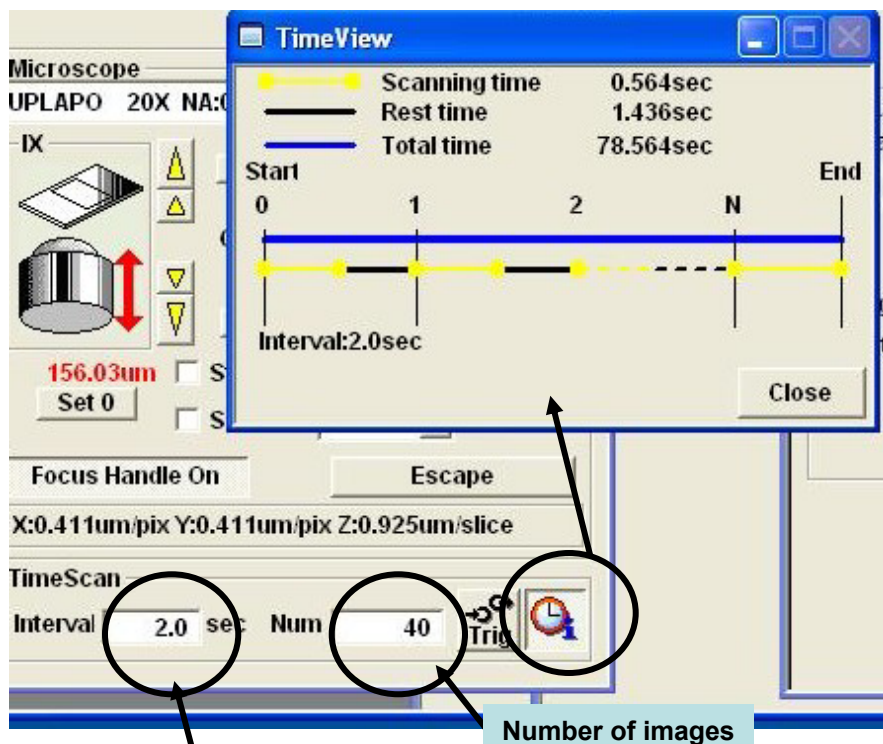 TimeView
Scanning time 0.564sec
Rest time 1.436sec
Total time 78.564sec
Start End
0 1 2 N
Interval:2.0sec
Close
Microscope
UPLAPO 20X
IX
156.03um
Set 0
Focus Handle On Escape
X:0.411um/pix Y:0.411um/pix Z:0.925um/slice
TimeScan
Interval 2.0 sec Num 40 Trig
Number of images